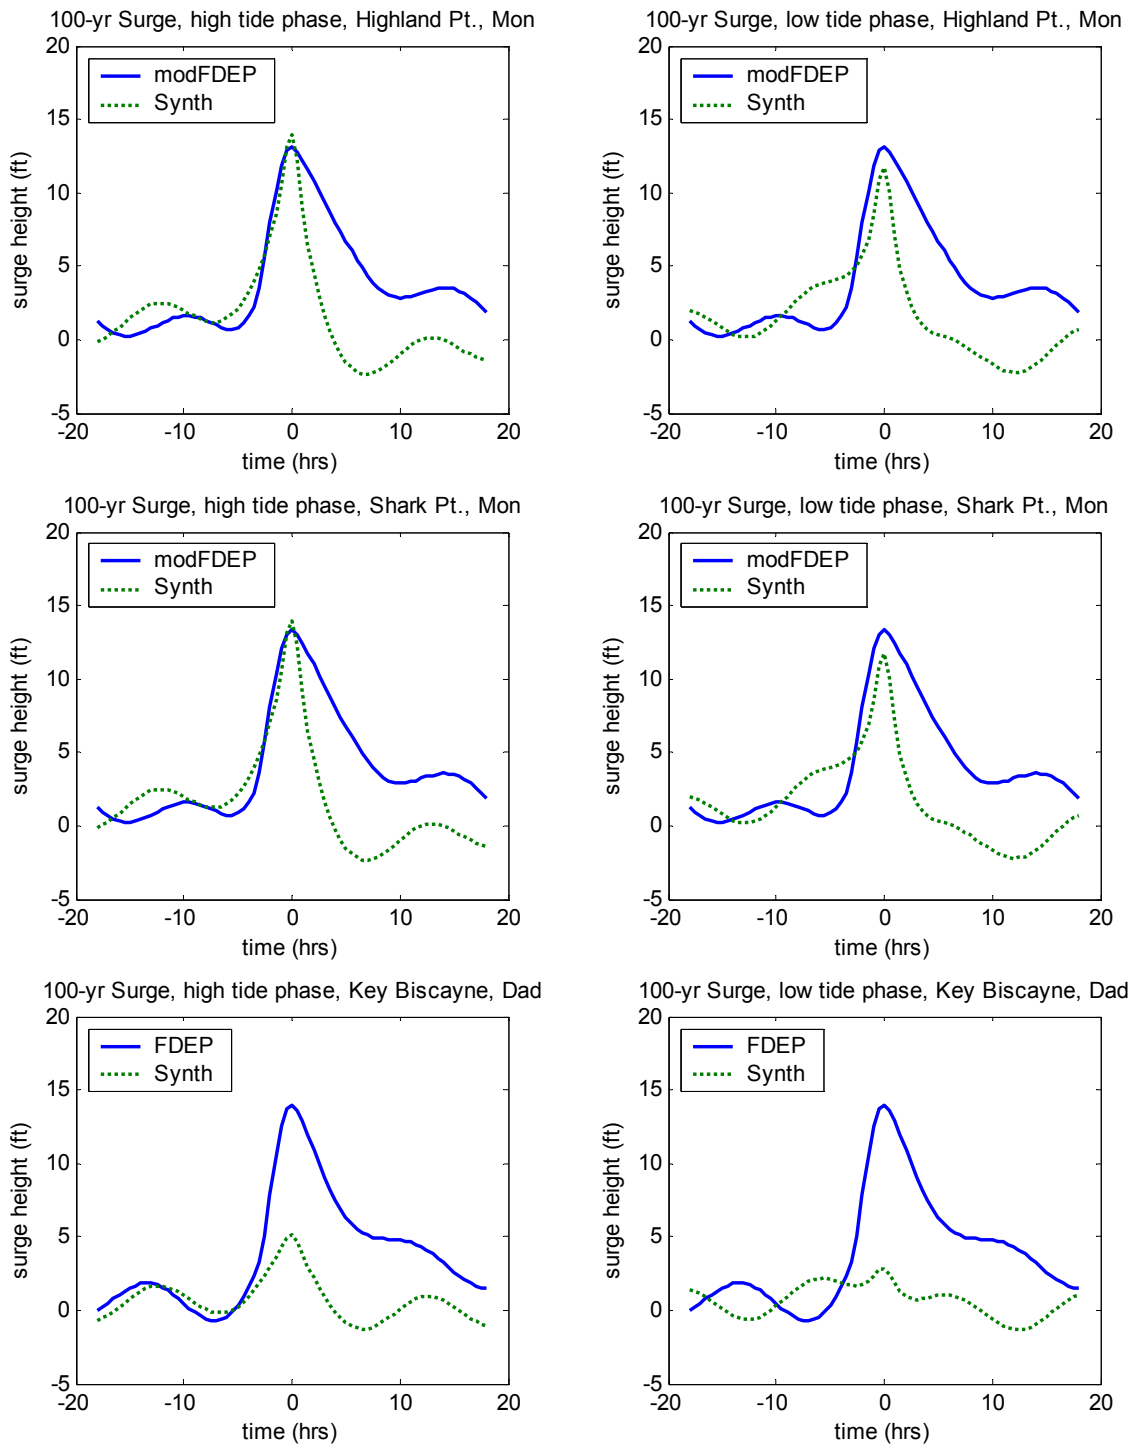 100-yr Surge, high tide phase, Highland Pt., Mon
20
15
10
5
0
-5
surge height (ft)
modFDEP
Synth
-20 -10 0 10 20
time (hrs)
100-yr Surge, low tide phase, Highland Pt., Mon
20
15
10
5
0
-5
surge height (ft)
modFDEP
Synth
-20 -10 0 10 20
time (hrs)
100-yr Surge, high tide phase, Shark Pt., Mon
20
15
10
5
0
-5
surge height (ft)
modFDEP
Synth
-20 -10 0 10 20
time (hrs)
100-yr Surge, low tide phase, Shark Pt., Mon
20
15
10
5
0
-5
surge height (ft)
modFDEP
Synth
-20 -10 0 10 20
time (hrs)
100-yr Surge, high tide phase, Key Biscayne, Dad
20
15
10
5
0
-5
surge height (ft)
FDEP
Synth
-20 -10 0 10 20
time (hrs)
100-yr Surge, low tide phase, Key Biscayne, Dad
20
15
10
5
0
-5
surge height (ft)
FDEP
Synth
-20 -10 0 10 20
time (hrs)